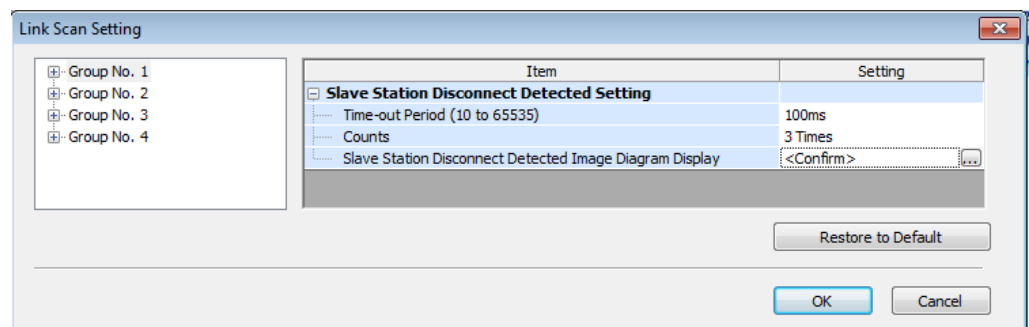 Link Scan Setting
Group No. 1
Group No. 2
Group No. 3
Group No. 4
Item Setting
Slave Station Disconnect Detected Setting
Time-out Period (10 to 65535) 100ms
Counts 3 Times
Slave Station Disconnect Detected Image Diagram Display <Confirm> ...
Restore to Default
OK Cancel